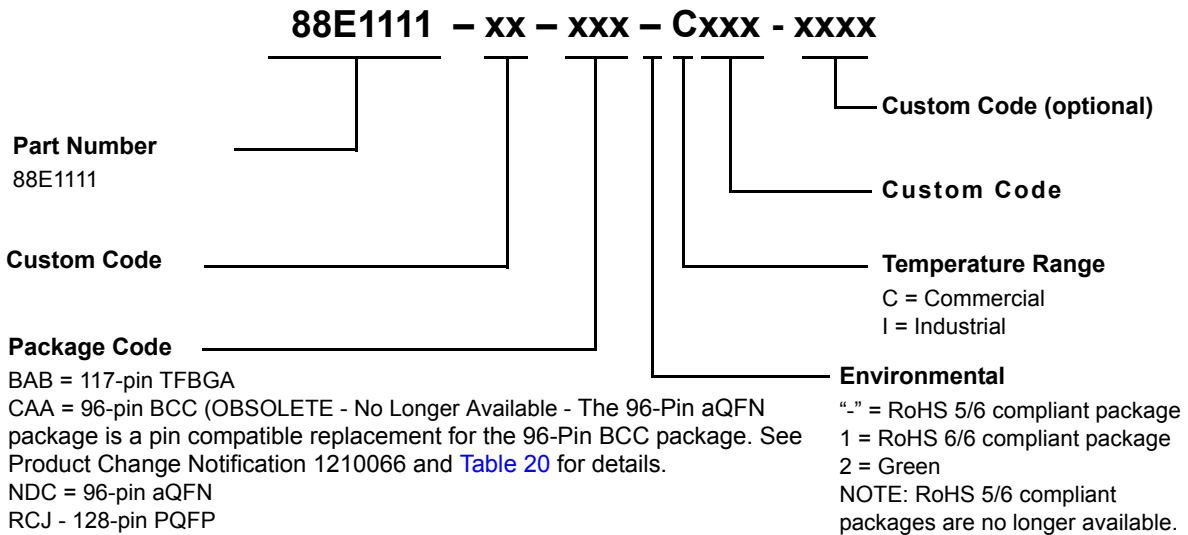 88E1111 – xx – xxx – Cxxx - xxxx
Custom Code (optional)
Part Number
88E1111
Custom Code
Custom Code
Temperature Range
C = Commercial
I = Industrial
Package Code
BAB = 117-pin TFBGA
CAA = 96-pin BCC (OBSOLETE - No Longer Available - The 96-Pin aQFN
package is a pin compatible replacement for the 96-Pin BCC package. See
Product Change Notification 1210066 and Table 20 for details.
NDC = 96-pin aQFN
RCJ - 128-pin PQFP
Environmental
“-” = RoHS 5/6 compliant package
1 = RoHS 6/6 compliant package
2 = Green
NOTE: RoHS 5/6 compliant
packages are no longer available.